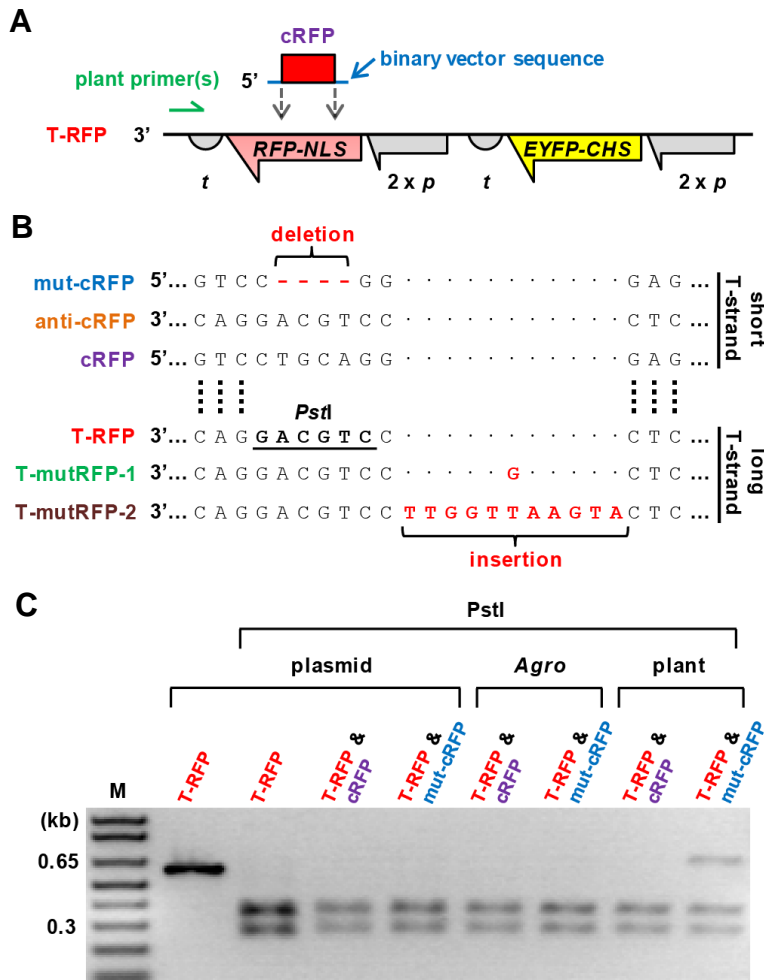 A
cRFP
binary vector sequence
plant primer(s)
5’
T-RFP 3’
RFP-NLS EYFP-CHS
t 2 x p t 2 x p
B
deletion
mut-cRFP 5’... G T C C - - - - G G · · · · · · · · · · · G A G ...
anti-cRFP 3’... C A G G A C G T C C · · · · · · · · · · · C T C ...
cRFP 5’... G T C C T G C A G G · · · · · · · · · · · G A G ...
short
T-strand
PstI
T-RFP 3’... C A G G A C G T C C · · · · · · · · · · · C T C ...
T-mutRFP-1 3’... C A G G A C G T C C · · · · · G · · · · · C T C ...
T-mutRFP-2 3’... C A G G A C G T C C T T G G T T A A G T A C T C ...
long
T-strand
insertion
C
PstI
plasmid Agro plant
T-RFP
T-RFP
T-RFP &
cRFP
T-RFP &
mut-cRFP
T-RFP &
cRFP
T-RFP &
mut-cRFP
T-RFP &
cRFP
T-RFP &
mut-cRFP
M
(kb)
0.65
0.3